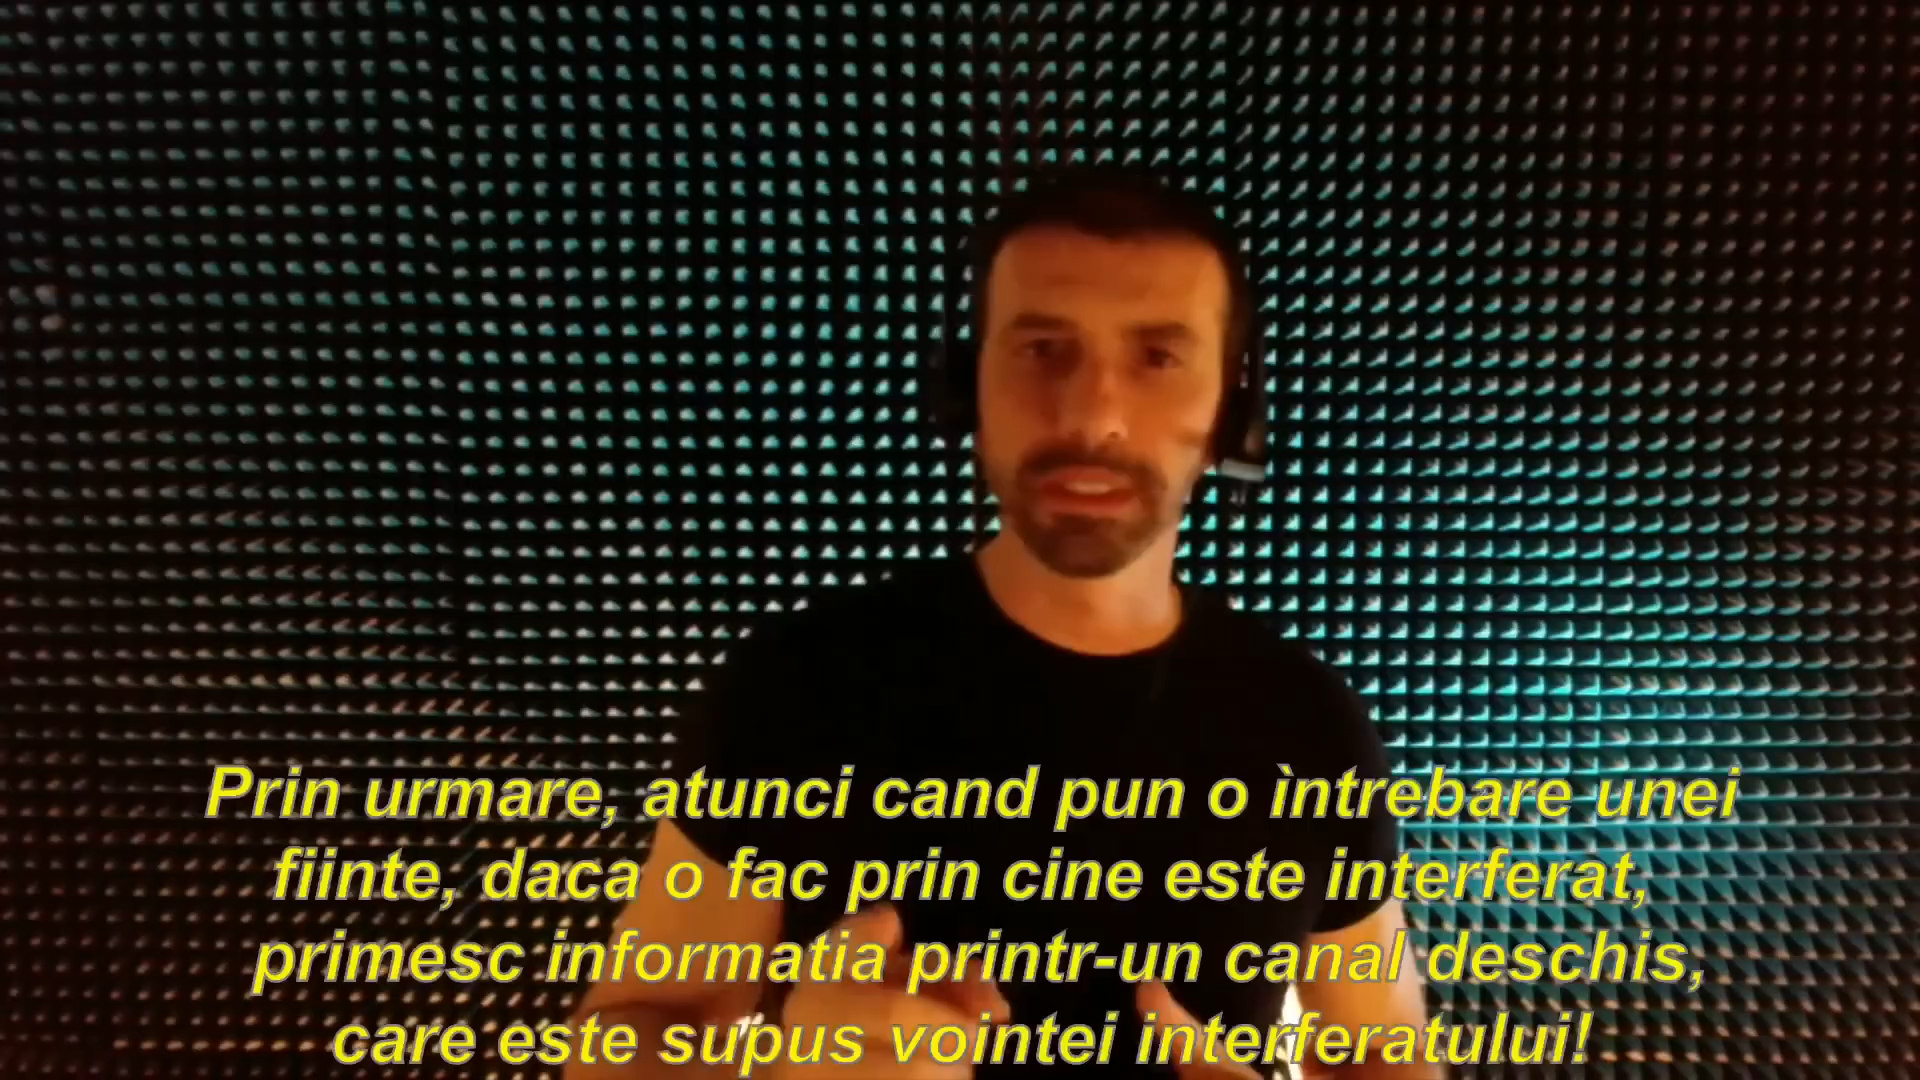 Prin urmare, atunci cand pun o ìntrebare unei
fiinte, daca o fac prin cine este interferat,
primesc informatia printr-un canal deschis,
care este supus vointei interferatului!